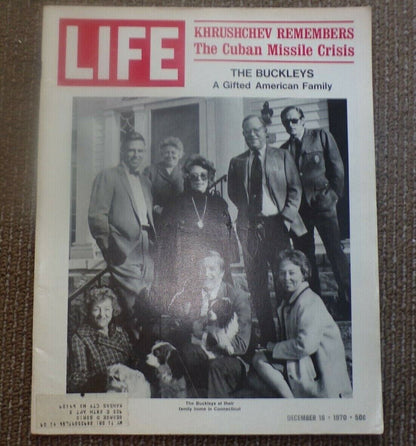 LIFE
KHRUSHCHEV REMEMBERS
The Cuban Missile Crisis
THE BUCKLEYS
A Gifted American Family
The Buckleys at their
family home in Connecticut
DECEMBER 18 · 1970 · 50¢